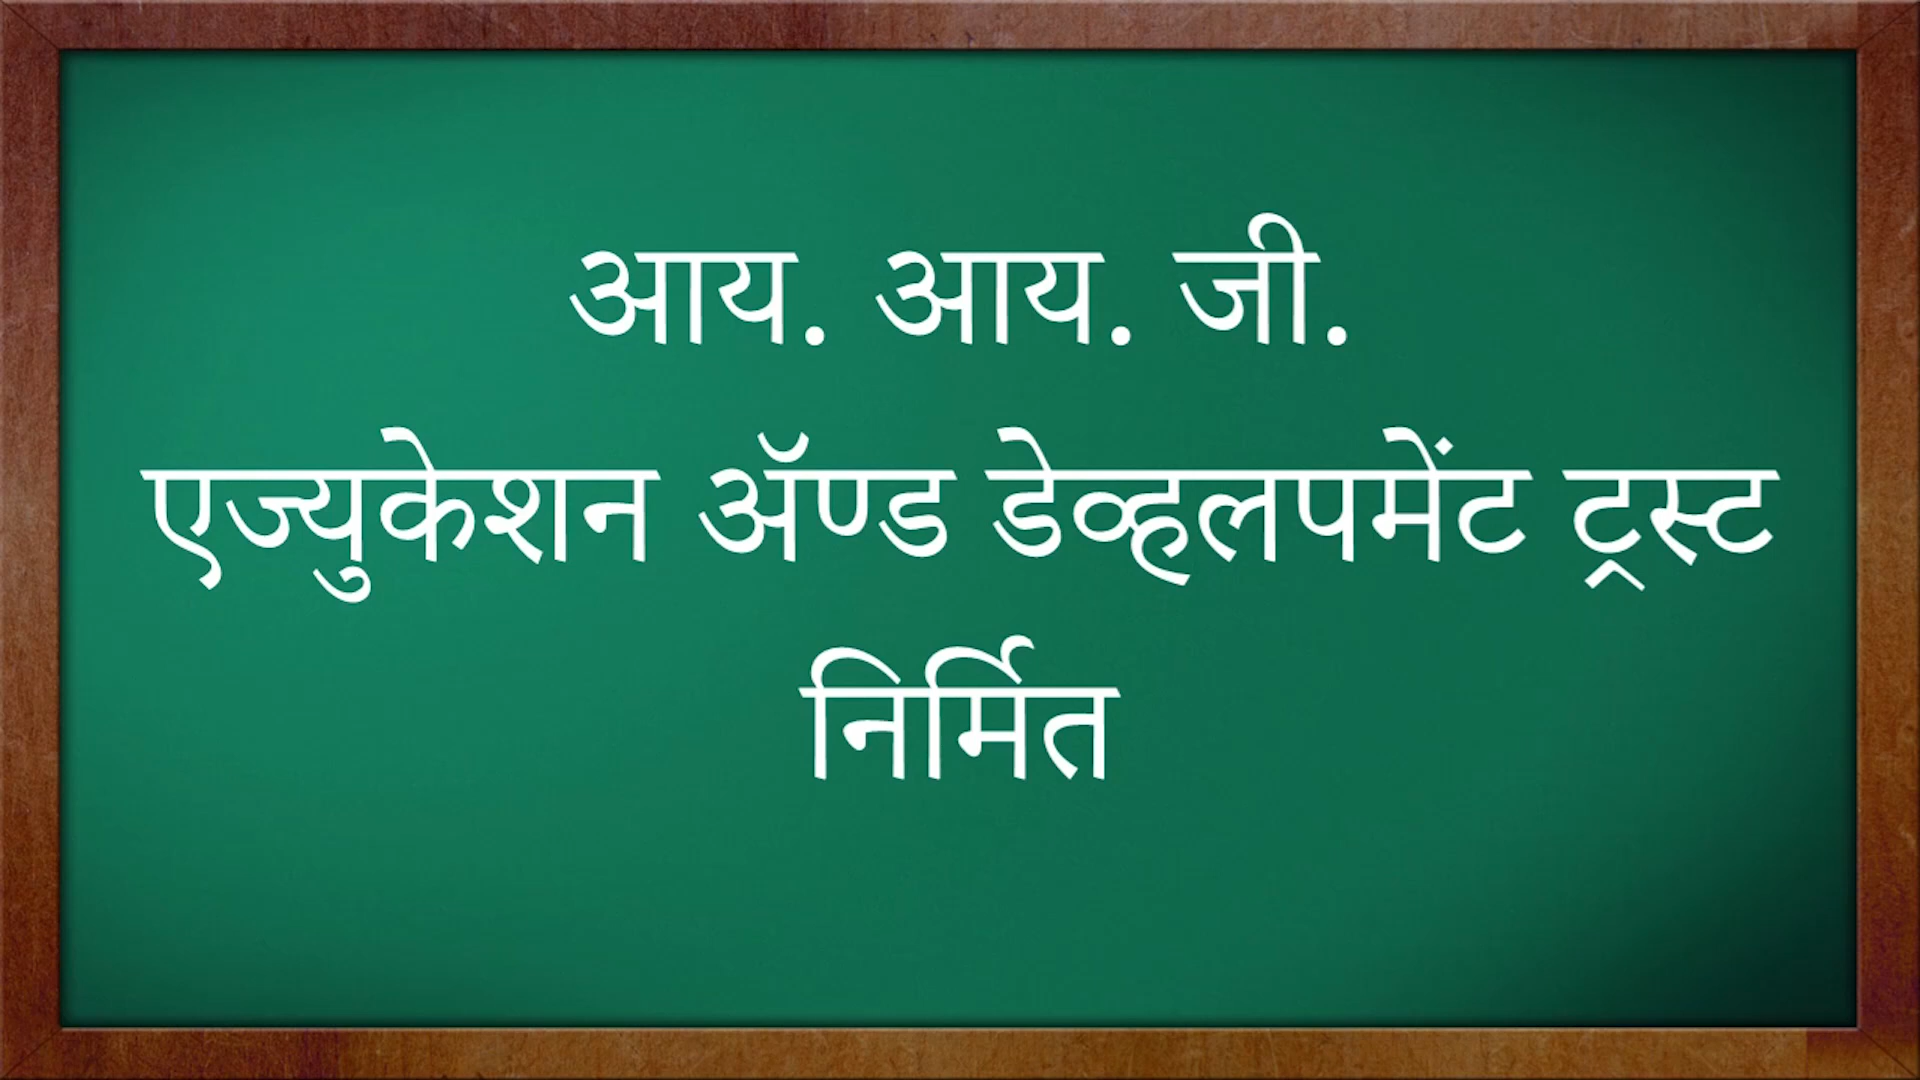 आय. आय. जी.
एज्युकेशन ॲण्ड डेव्हलपमेंट ट्रस्ट
निर्मित